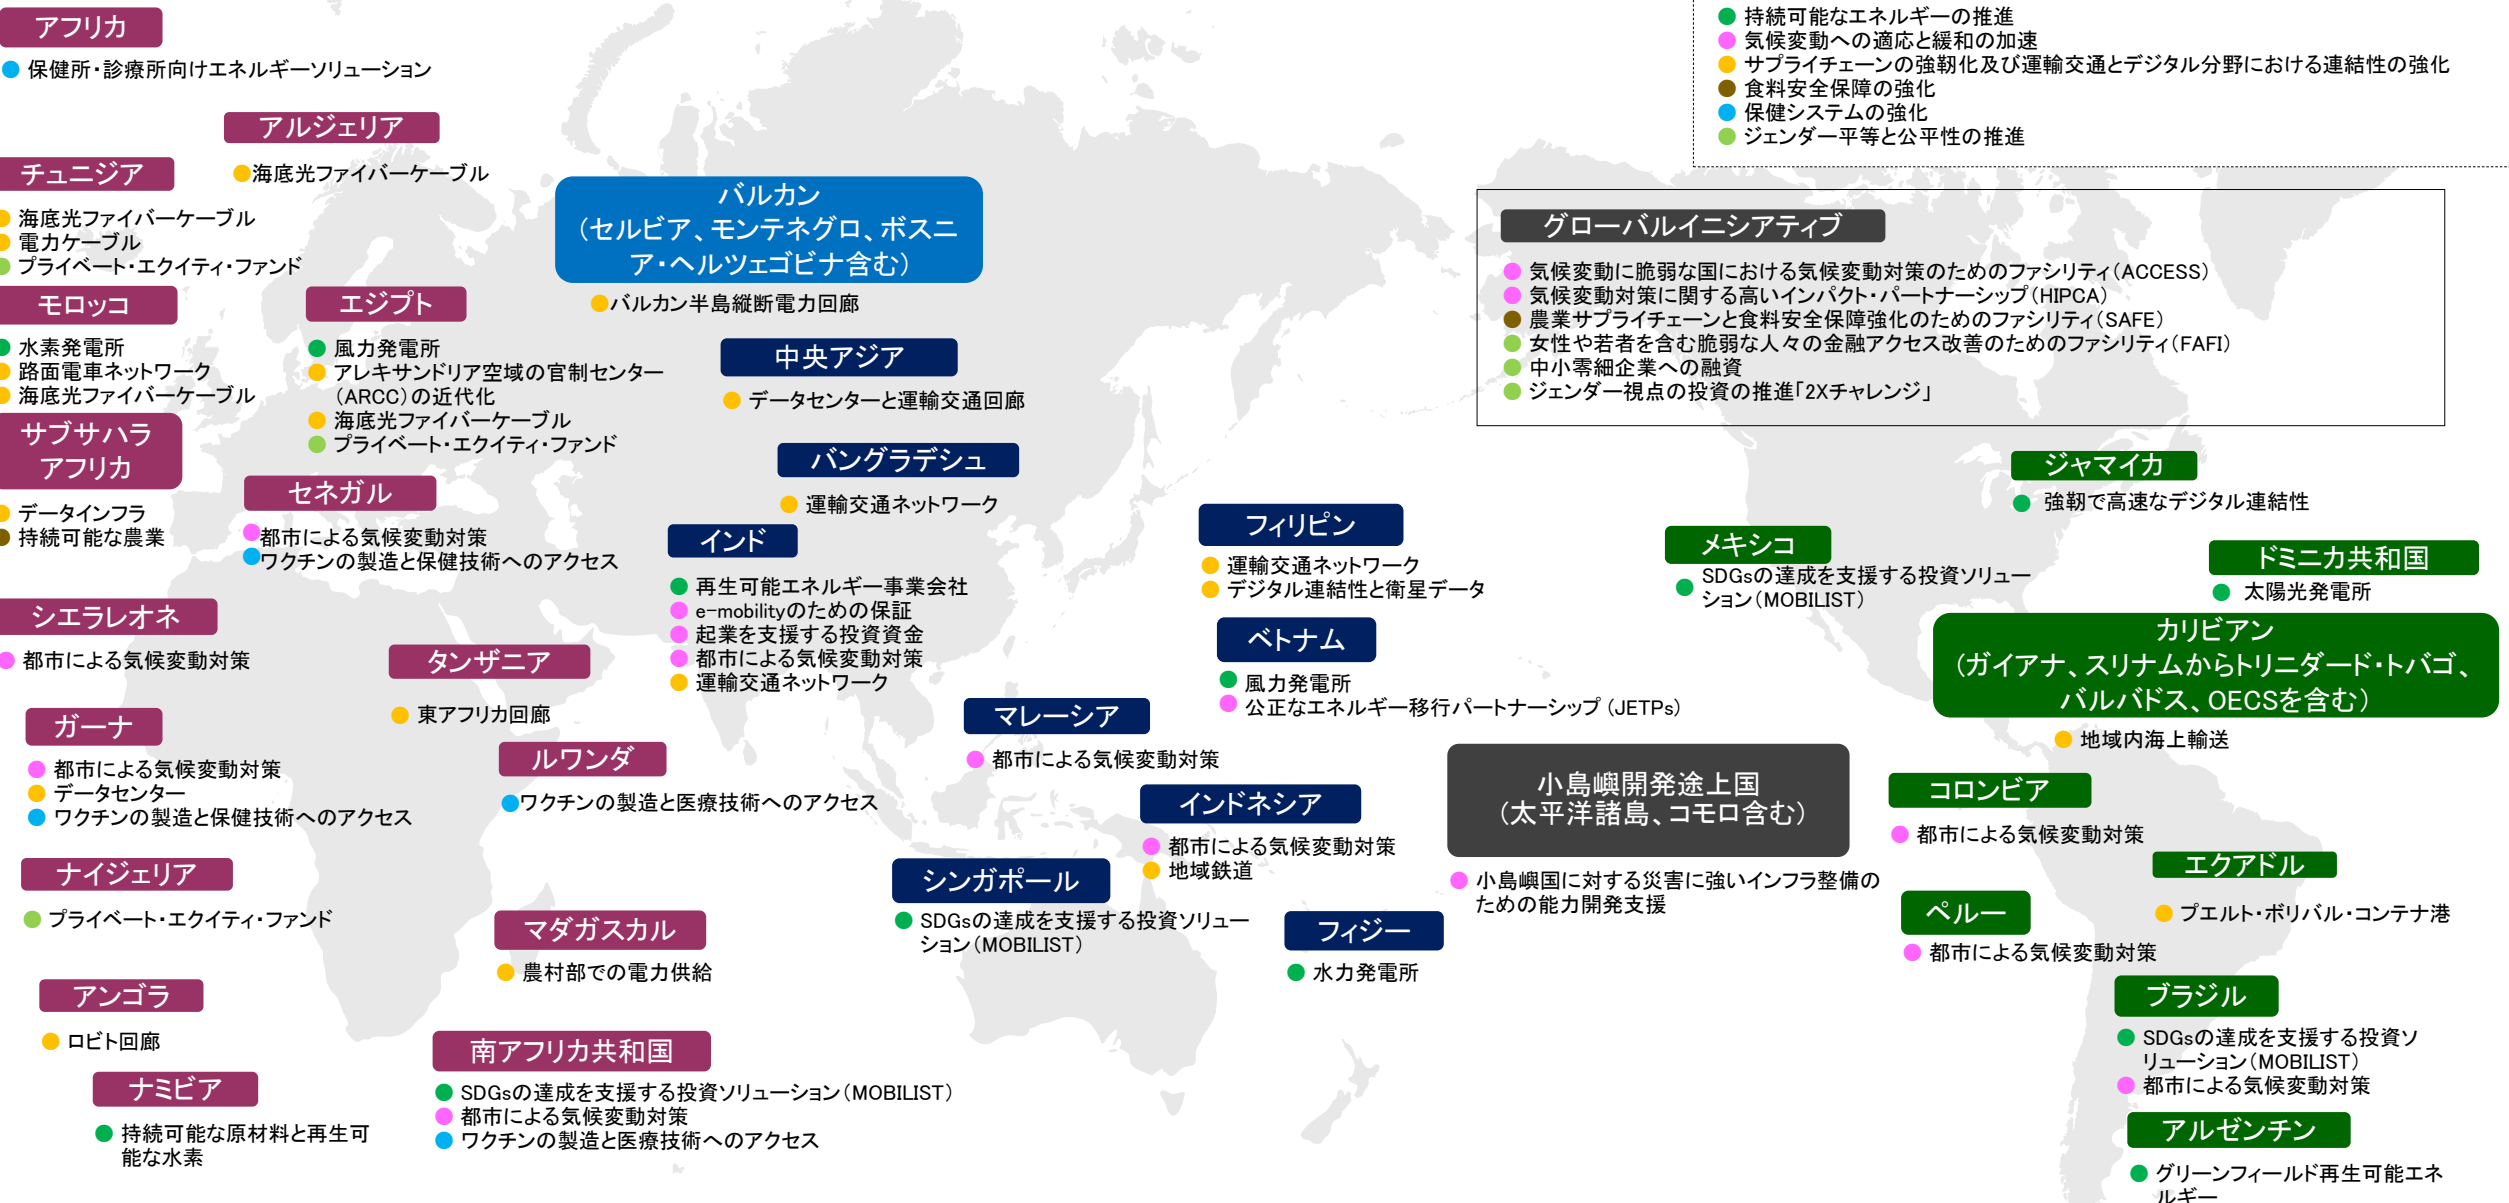 アフリカ
保健所・診療所向けエネルギーソリューション
アルジェリア
海底光ファイバーケーブル
チュニジア
海底光ファイバーケーブル
電力ケーブル
プライベート・エクイティ・ファンド
モロッコ
水素発電所
路面電車ネットワーク
海底光ファイバーケーブル
エジプト
風力発電所
アレキサンドリア空域の官制センター
(ARCC)の近代化
海底光ファイバーケーブル
プライベート・エクイティ・ファンド
サブサハラ
アフリカ
データインフラ
持続可能な農業
セネガル
都市による気候変動対策
ワクチンの製造と保健技術へのアクセス
シエラレオネ
都市による気候変動対策
タンザニア
東アフリカ回廊
ガーナ
都市による気候変動対策
データセンター
ワクチンの製造と保健技術へのアクセス
ルワンダ
ワクチンの製造と医療技術へのアクセス
ナイジェリア
プライベート・エクイティ・ファンド
マダガスカル
農村部での電力供給
アンゴラ
ロビト回廊
ナミビア
持続可能な原材料と再生可
能な水素
南アフリカ共和国
SDGsの達成を支援する投資ソリューション(MOBILIST)
都市による気候変動対策
ワクチンの製造と医療技術へのアクセス
バルカン
(セルビア、モンテネグロ、ボスニ
ア・ヘルツェゴビナ含む)
バルカン半島縦断電力回廊
中央アジア
データセンターと運輸交通回廊
バングラデシュ
運輸交通ネットワーク
インド
再生可能エネルギー事業会社
e-mobilityのための保証
起業を支援する投資資金
都市による気候変動対策
運輸交通ネットワーク
フィリピン
運輸交通ネットワーク
デジタル連結性と衛星データ
ベトナム
風力発電所
公正なエネルギー移行パートナーシップ (JETPs)
マレーシア
都市による気候変動対策
インドネシア
都市による気候変動対策
地域鉄道
シンガポール
SDGsの達成を支援する投資ソリュー
ション(MOBILIST)
フィジー
水力発電所
小島嶼開発途上国
(太平洋諸島、コモロ含む)
小島嶼国に対する災害に強いインフラ整備の
ための能力開発支援
持続可能なエネルギーの推進
気候変動への適応と緩和の加速
サプライチェーンの強靭化及び運輸交通とデジタル分野における連結性の強化
食料安全保障の強化
保健システムの強化
ジェンダー平等と公平性の推進
グローバルイニシアティブ
気候変動に脆弱な国における気候変動対策のためのファシリティ(ACCESS)
気候変動対策に関する高いインパクト・パートナーシップ(HIPCA)
農業サプライチェーンと食料安全保障強化のためのファシリティ(SAFE)
女性や若者を含む脆弱な人々の金融アクセス改善のためのファシリティ(FAFI)
中小零細企業への融資
ジェンダー視点の投資の推進「2Xチャレンジ」
ジャマイカ
強靭で高速なデジタル連結性
メキシコ
SDGsの達成を支援する投資ソリュー
ション(MOBILIST)
ドミニカ共和国
太陽光発電所
カリビアン
(ガイアナ、スリナムからトリニダード・トバゴ、
バルバドス、OECSを含む)
地域内海上輸送
コロンビア
都市による気候変動対策
エクアドル
プエルト・ボリバル・コンテナ港
ペルー
都市による気候変動対策
ブラジル
SDGsの達成を支援する投資ソ
リューション(MOBILIST)
都市による気候変動対策
アルゼンチン
グリーンフィールド再生可能エネ
ルギー